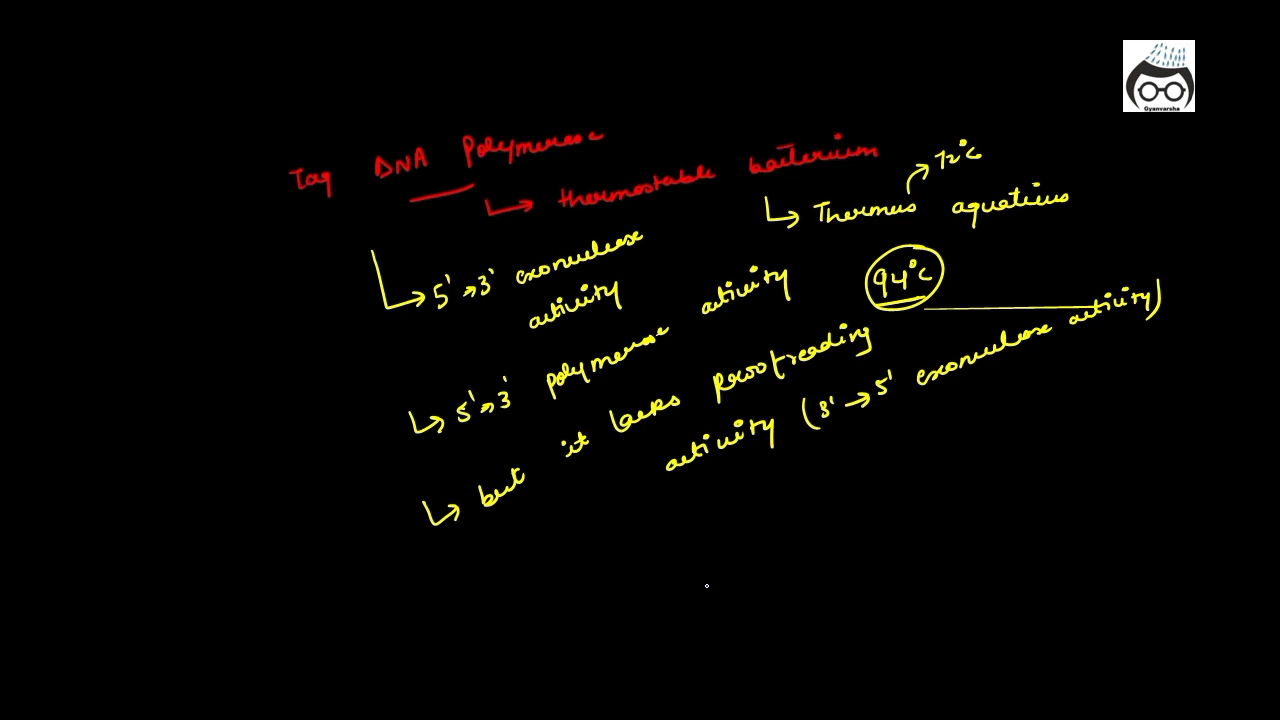 Gyanvarsha
Taq DNA Polymerase
↳ thermostable bacterium
↳ Thermus aquaticus
72°C
↳ 5' → 3' exonuclease
activity
94°C
↳ 5' → 3' polymerase activity
↳ but it lacks proofreading
activity (3' → 5' exonuclease activity)